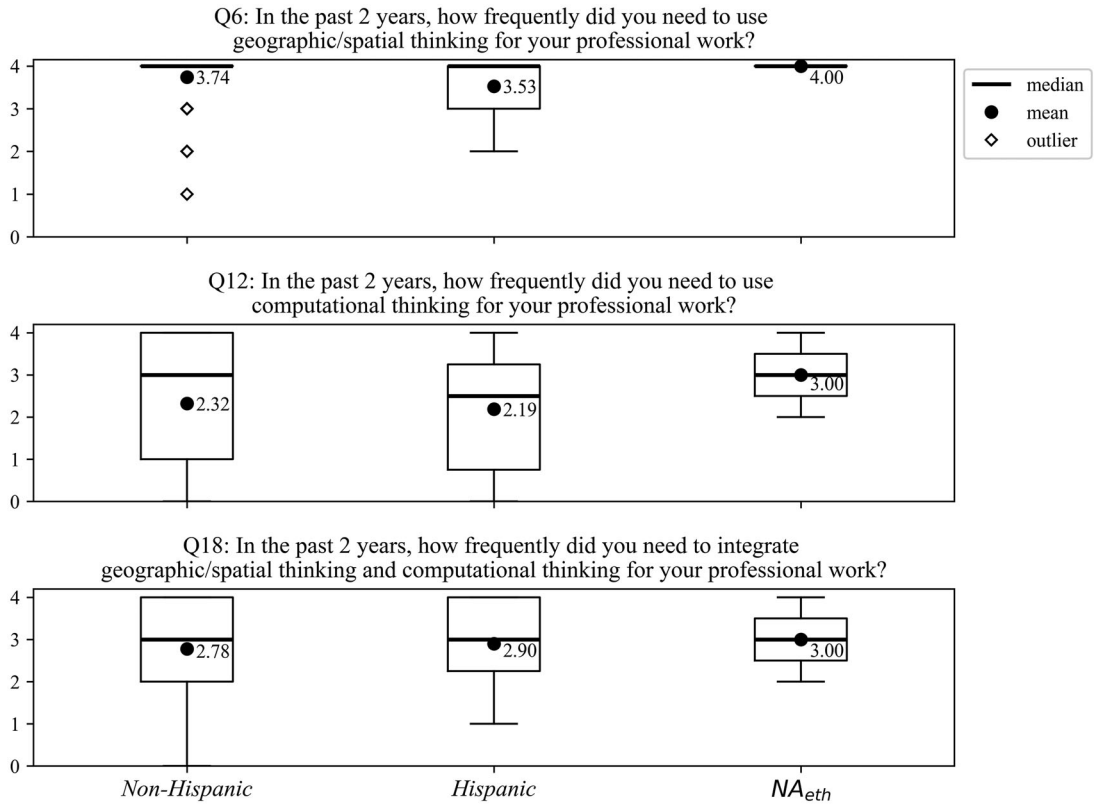 Q6: In the past 2 years, how frequently did you need to use
geographic/spatial thinking for your professional work?
4
3
2
1
0
3.74
3.53
4.00
median
mean
outlier
Q12: In the past 2 years, how frequently did you need to use
computational thinking for your professional work?
4
3
2
1
0
2.32
2.19
3.00
Q18: In the past 2 years, how frequently did you need to integrate
geographic/spatial thinking and computational thinking for your professional work?
4
3
2
1
0
2.78
2.90
3.00
Non-Hispanic
Hispanic
NAeth